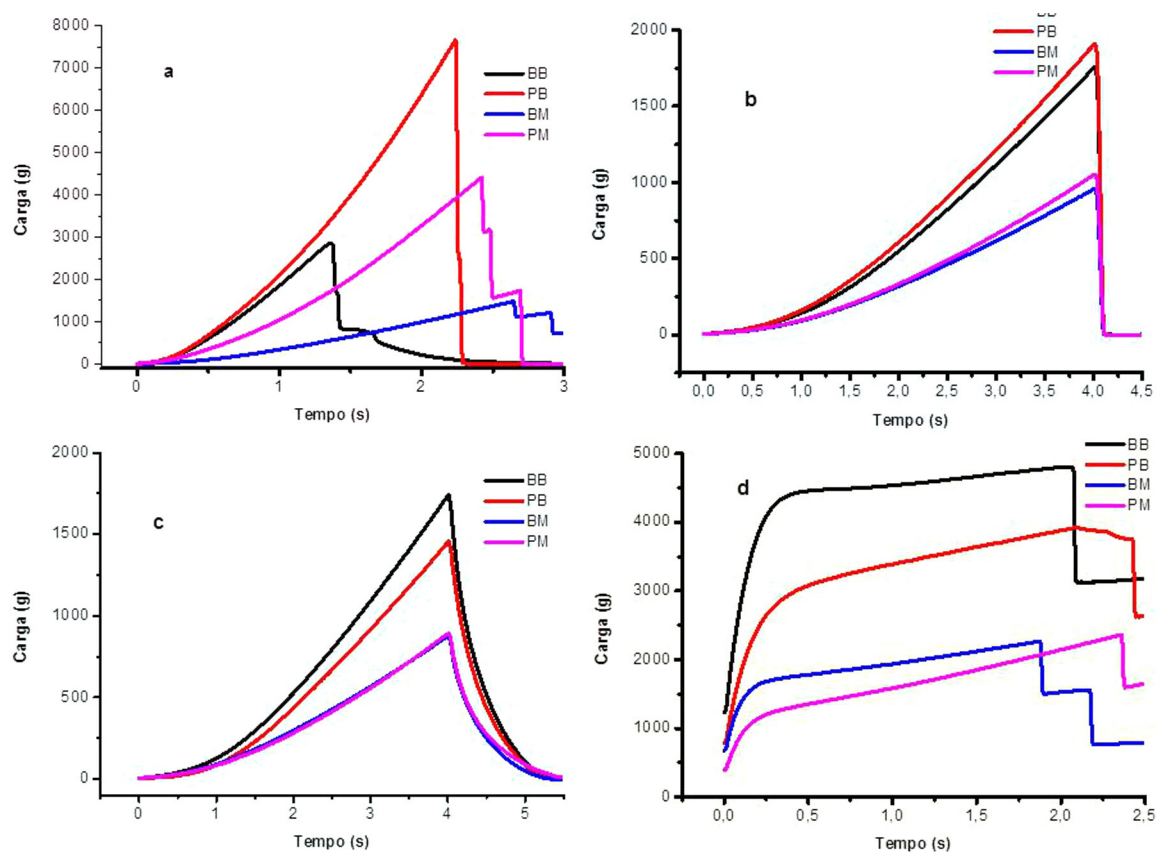 8000
7000
6000
5000
4000
3000
2000
1000
0
Carga (g)
a
BB
PB
BM
PM
0
1
2
3
Tempo (s)
2000
1500
1000
500
0
Carga (g)
b
PB
BM
PM
0,0
0,5
1,0
1,5
2,0
2,5
3,0
3,5
4,0
4,5
Tempo (s)
2000
1500
1000
500
0
Carga (g)
c
BB
PB
BM
PM
0
1
2
3
4
5
Tempo (s)
5000
4000
3000
2000
1000
0
Carga (g)
d
BB
PB
BM
PM
0,0
0,5
1,0
1,5
2,0
2,5
Tempo (s)